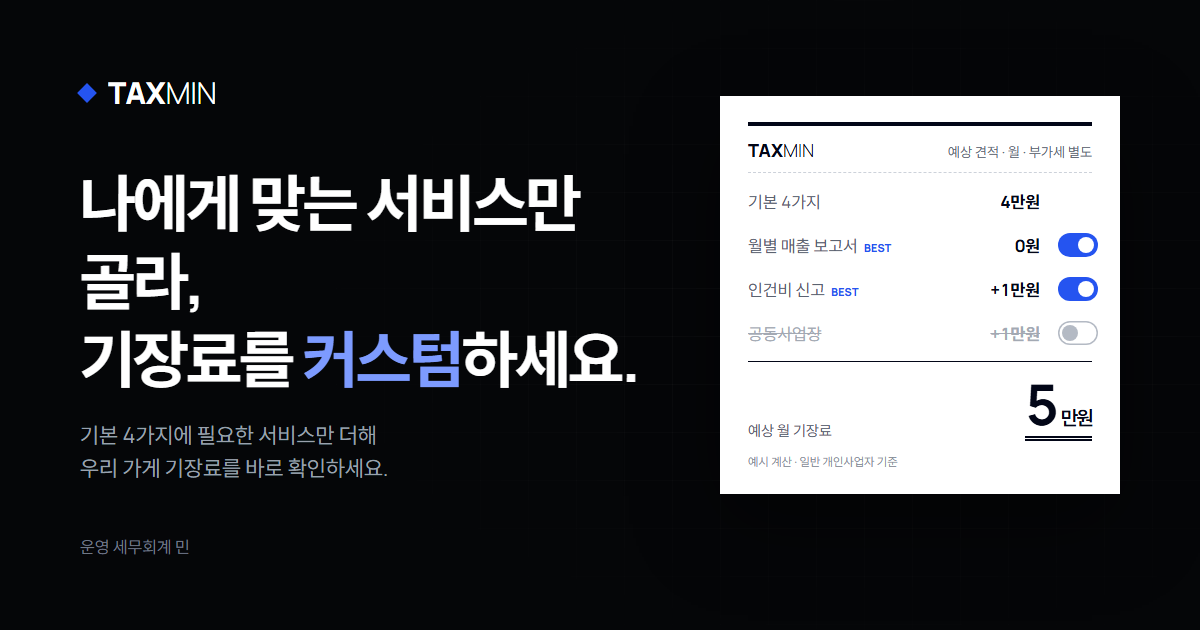 TAXMIN
나에게 맞는 서비스만
골라,
기장료를 커스텀하세요.
기본 4가지에 필요한 서비스만 더해
우리 가게 기장료를 바로 확인하세요.
운영 세무회계 민
TAXMIN 예상 견적 · 월 · 부가세 별도
기본 4가지 4만원
월별 매출 보고서 BEST 0원
인건비 신고 BEST +1만원
공동사업장 +1만원
예상 월 기장료 5만원
예시 계산 · 일반 개인사업자 기준